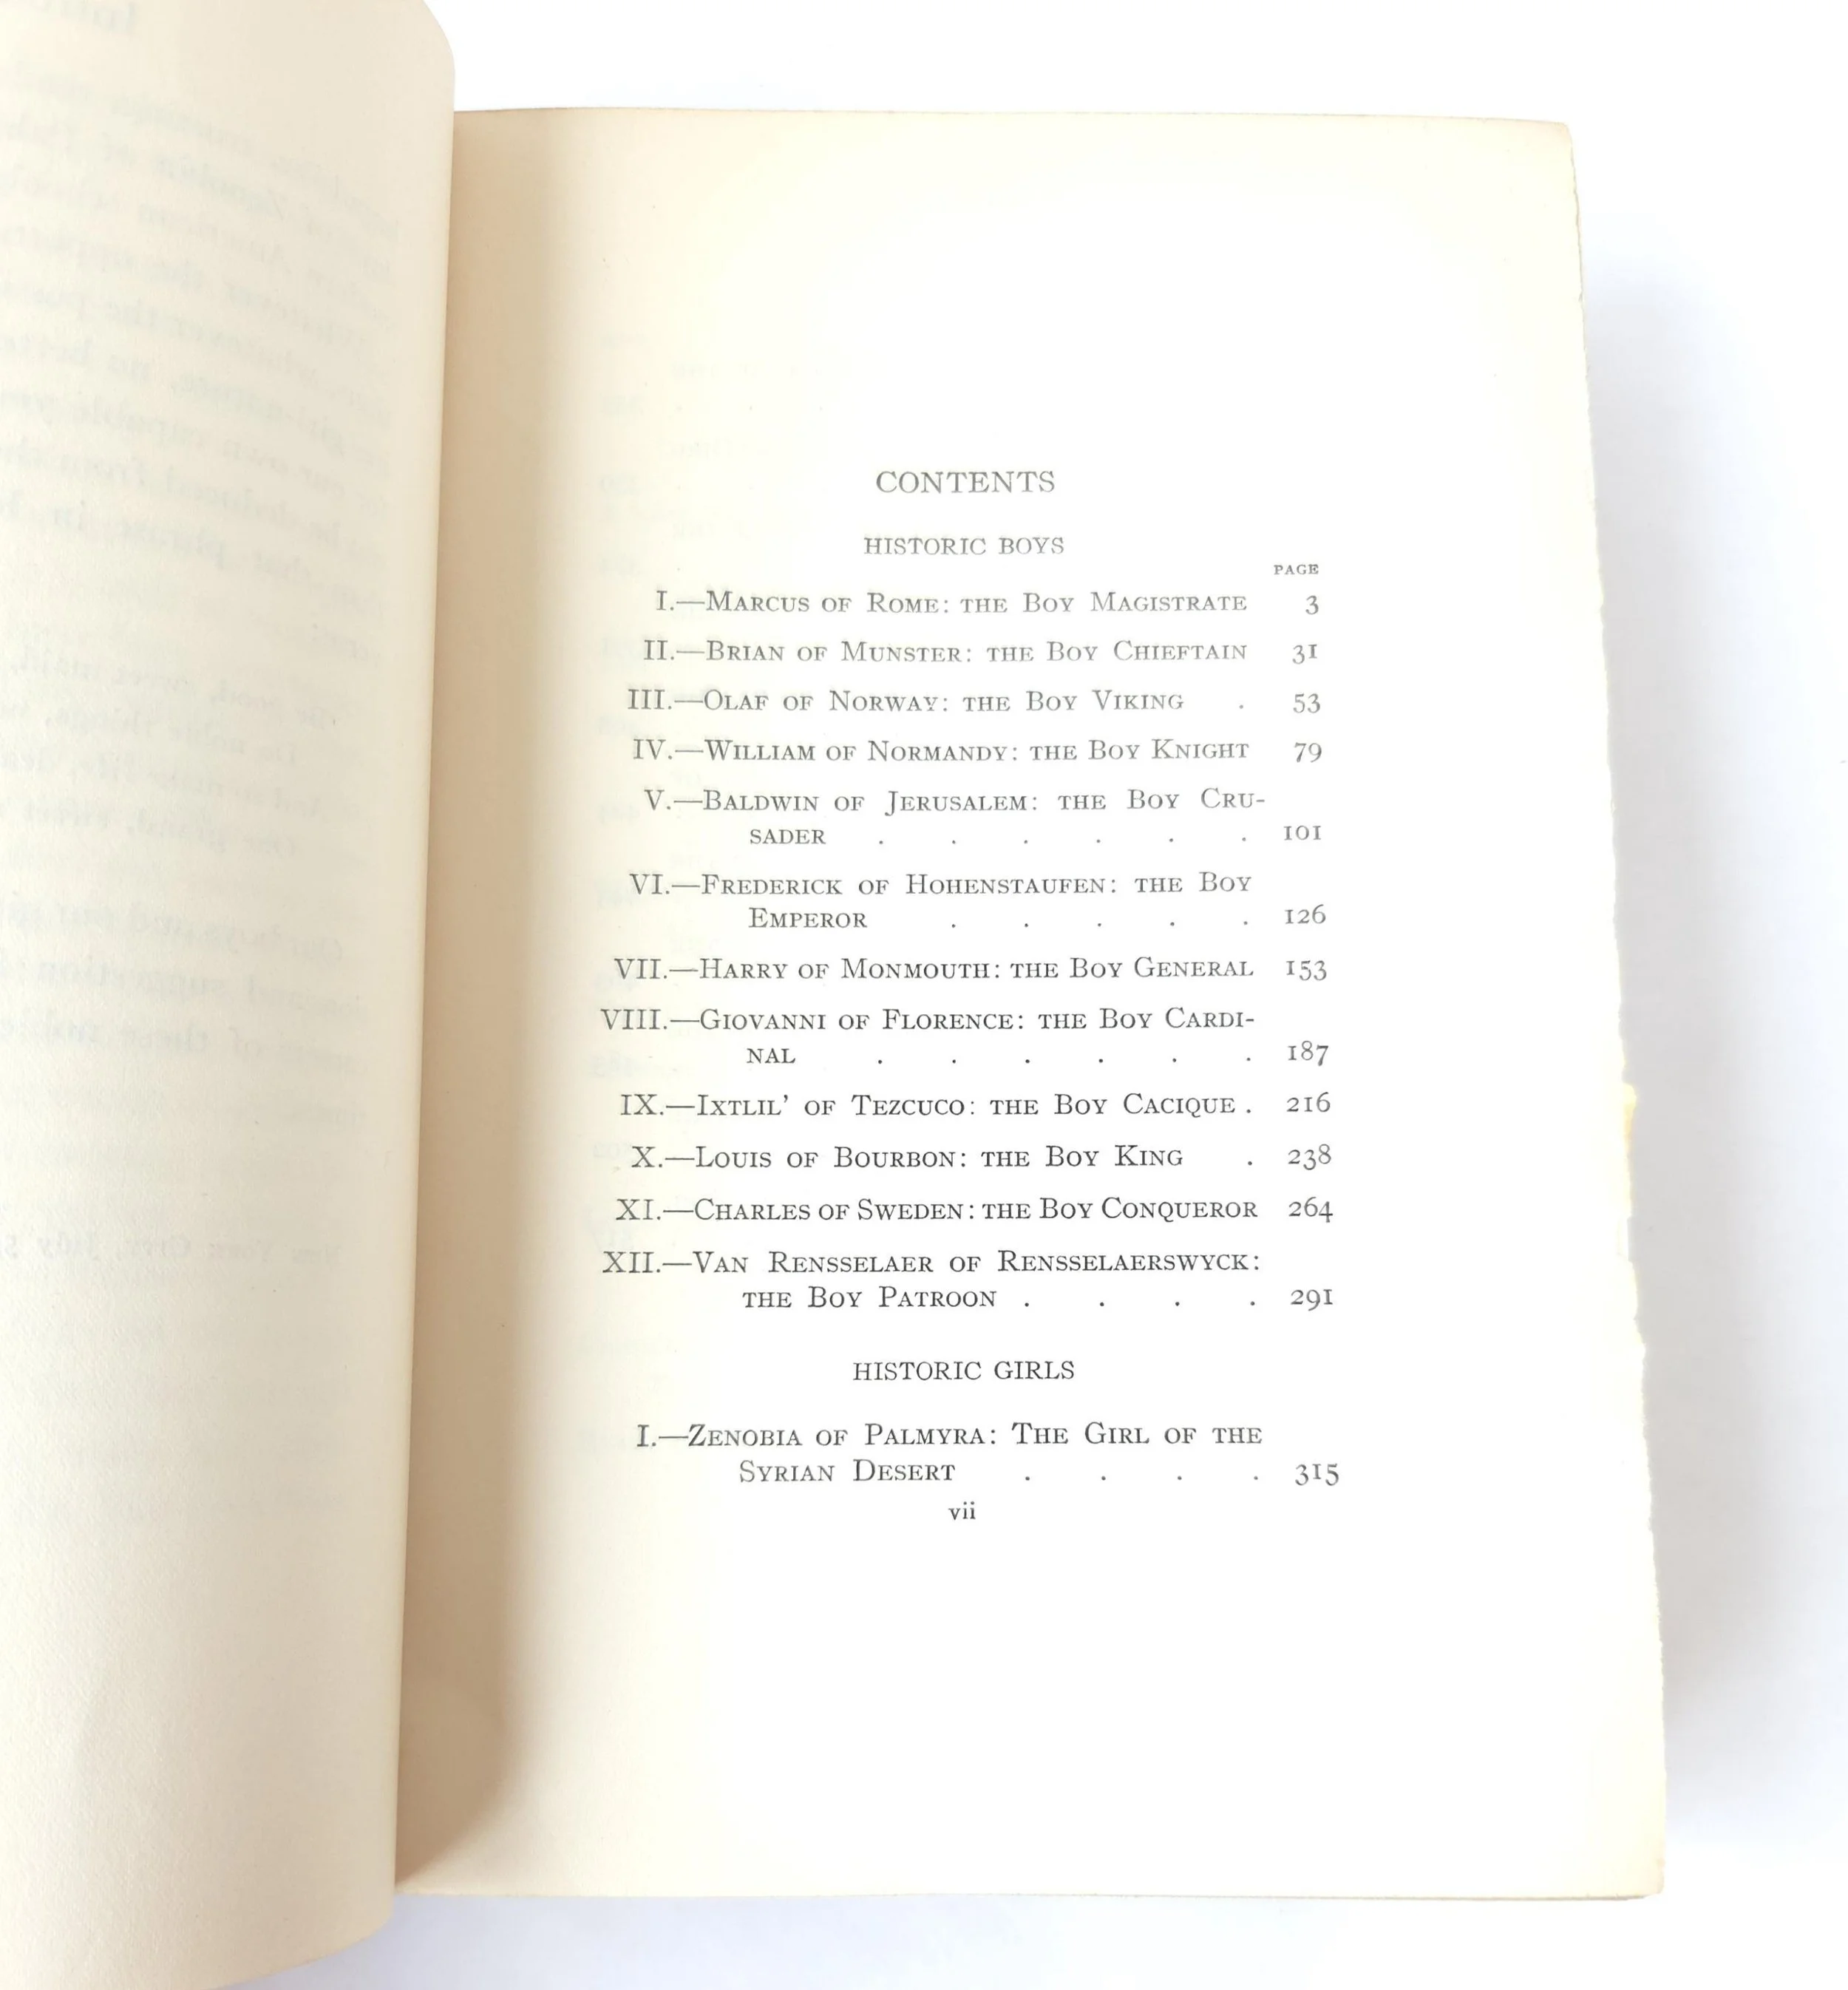 CONTENTS
HISTORIC BOYS
PAGE
I.—MARCUS OF ROME: THE BOY MAGISTRATE 3
II.—BRIAN OF MUNSTER: THE BOY CHIEFTAIN 31
III.—OLAF OF NORWAY: THE BOY VIKING . 53
IV.—WILLIAM OF NORMANDY: THE BOY KNIGHT 79
V.—BALDWIN OF JERUSALEM: THE BOY CRU-
SADER . . . . . . 101
VI.—FREDERICK OF HOHENSTAUFEN: THE BOY
EMPEROR . . . . . 126
VII.—HARRY OF MONMOUTH: THE BOY GENERAL 153
VIII.—GIOVANNI OF FLORENCE: THE BOY CARDI-
NAL . . . . . . 187
IX.—IXTLIL' OF TEZCUCO: THE BOY CACIQUE . 216
X.—LOUIS OF BOURBON: THE BOY KING . 238
XI.—CHARLES OF SWEDEN: THE BOY CONQUEROR 264
XII.—VAN RENSSELAER OF RENSSELAERSWYCK:
THE BOY PATROON . . . . 291
HISTORIC GIRLS
I.—ZENOBIA OF PALMYRA: THE GIRL OF THE
SYRIAN DESERT . . . . 315
vii